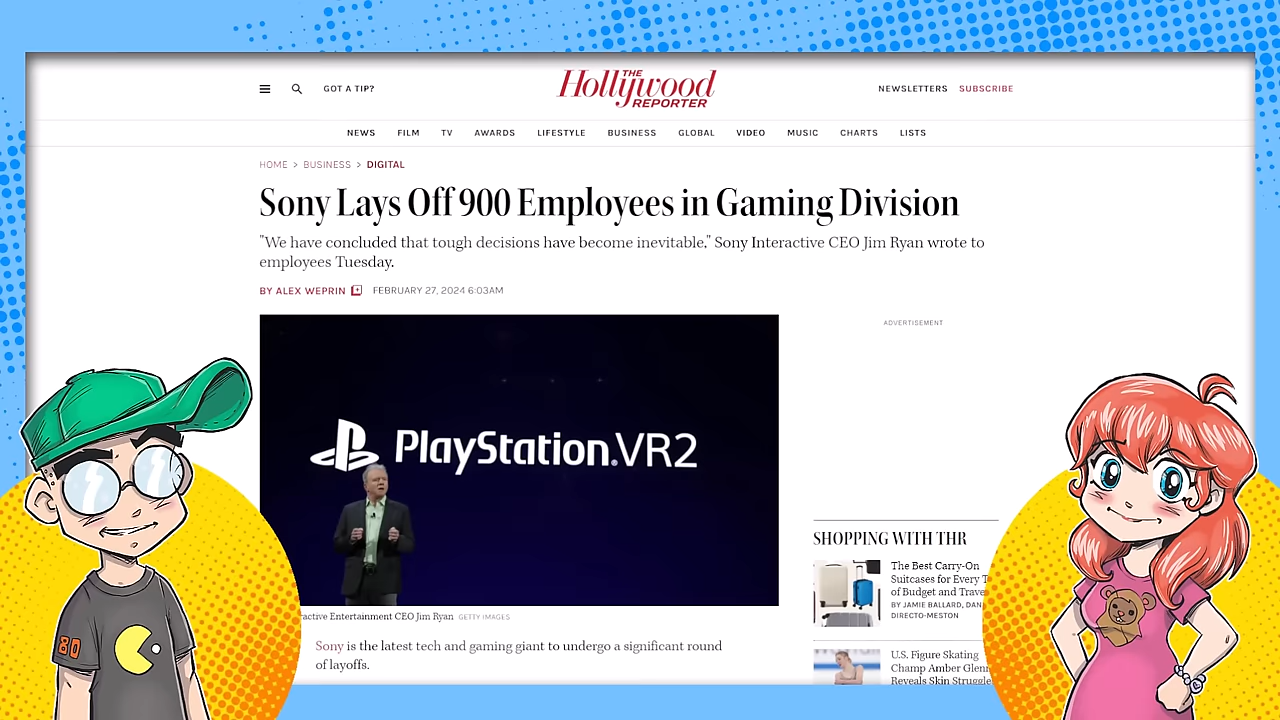 GOT A TIP?
THE
Hollywood
REPORTER
NEWSLETTERS SUBSCRIBE
NEWS FILM TV AWARDS LIFESTYLE BUSINESS GLOBAL VIDEO MUSIC CHARTS LISTS
HOME > BUSINESS > DIGITAL
Sony Lays Off 900 Employees in Gaming Division
"We have concluded that tough decisions have become inevitable," Sony Interactive CEO Jim Ryan wrote to
employees Tuesday.
BY ALEX WEPRIN FEBRUARY 27, 2024 6:03AM
PlayStation.VR2
ractive Entertainment CEO Jim Ryan GETTY IMAGES
Sony is the latest tech and gaming giant to undergo a significant round
of layoffs.
ADVERTISEMENT
SHOPPING WITH THR
The Best Carry-On
Suitcases for Every T
of Budget and Trave
BY JAMIE BALLARD, DAN
DIRECTO-MESTON
U.S. Figure Skating
Champ Amber Glenn
Reveals Skin Struggle
80